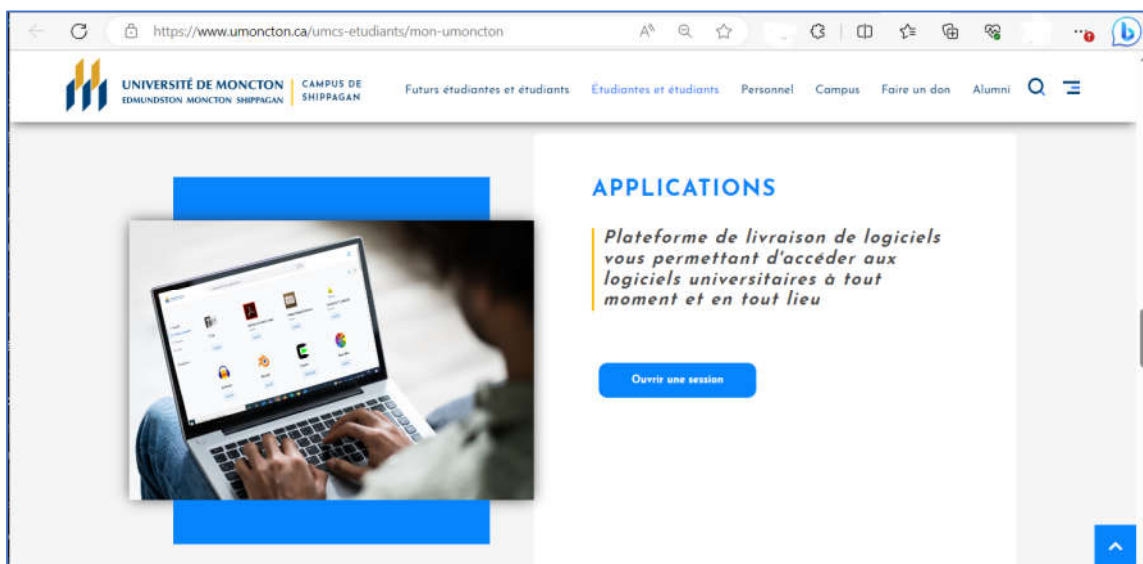 https://www.umoncton.ca/umcs-etudiants/mon-umoncton
UNIVERSITÉ DE MONCTON
EDMUNDSTON MONCTON SHIPPAGAN
CAMPUS DE
SHIPPAGAN
Futurs étudiantes et étudiants Étudiantes et étudiants Personnel Campus Faire un don Alumni
APPLICATIONS
Plateforme de livraison de logiciels
vous permettant d'accéder aux
logiciels universitaires à tout
moment et en tout lieu
Ouvrir une session